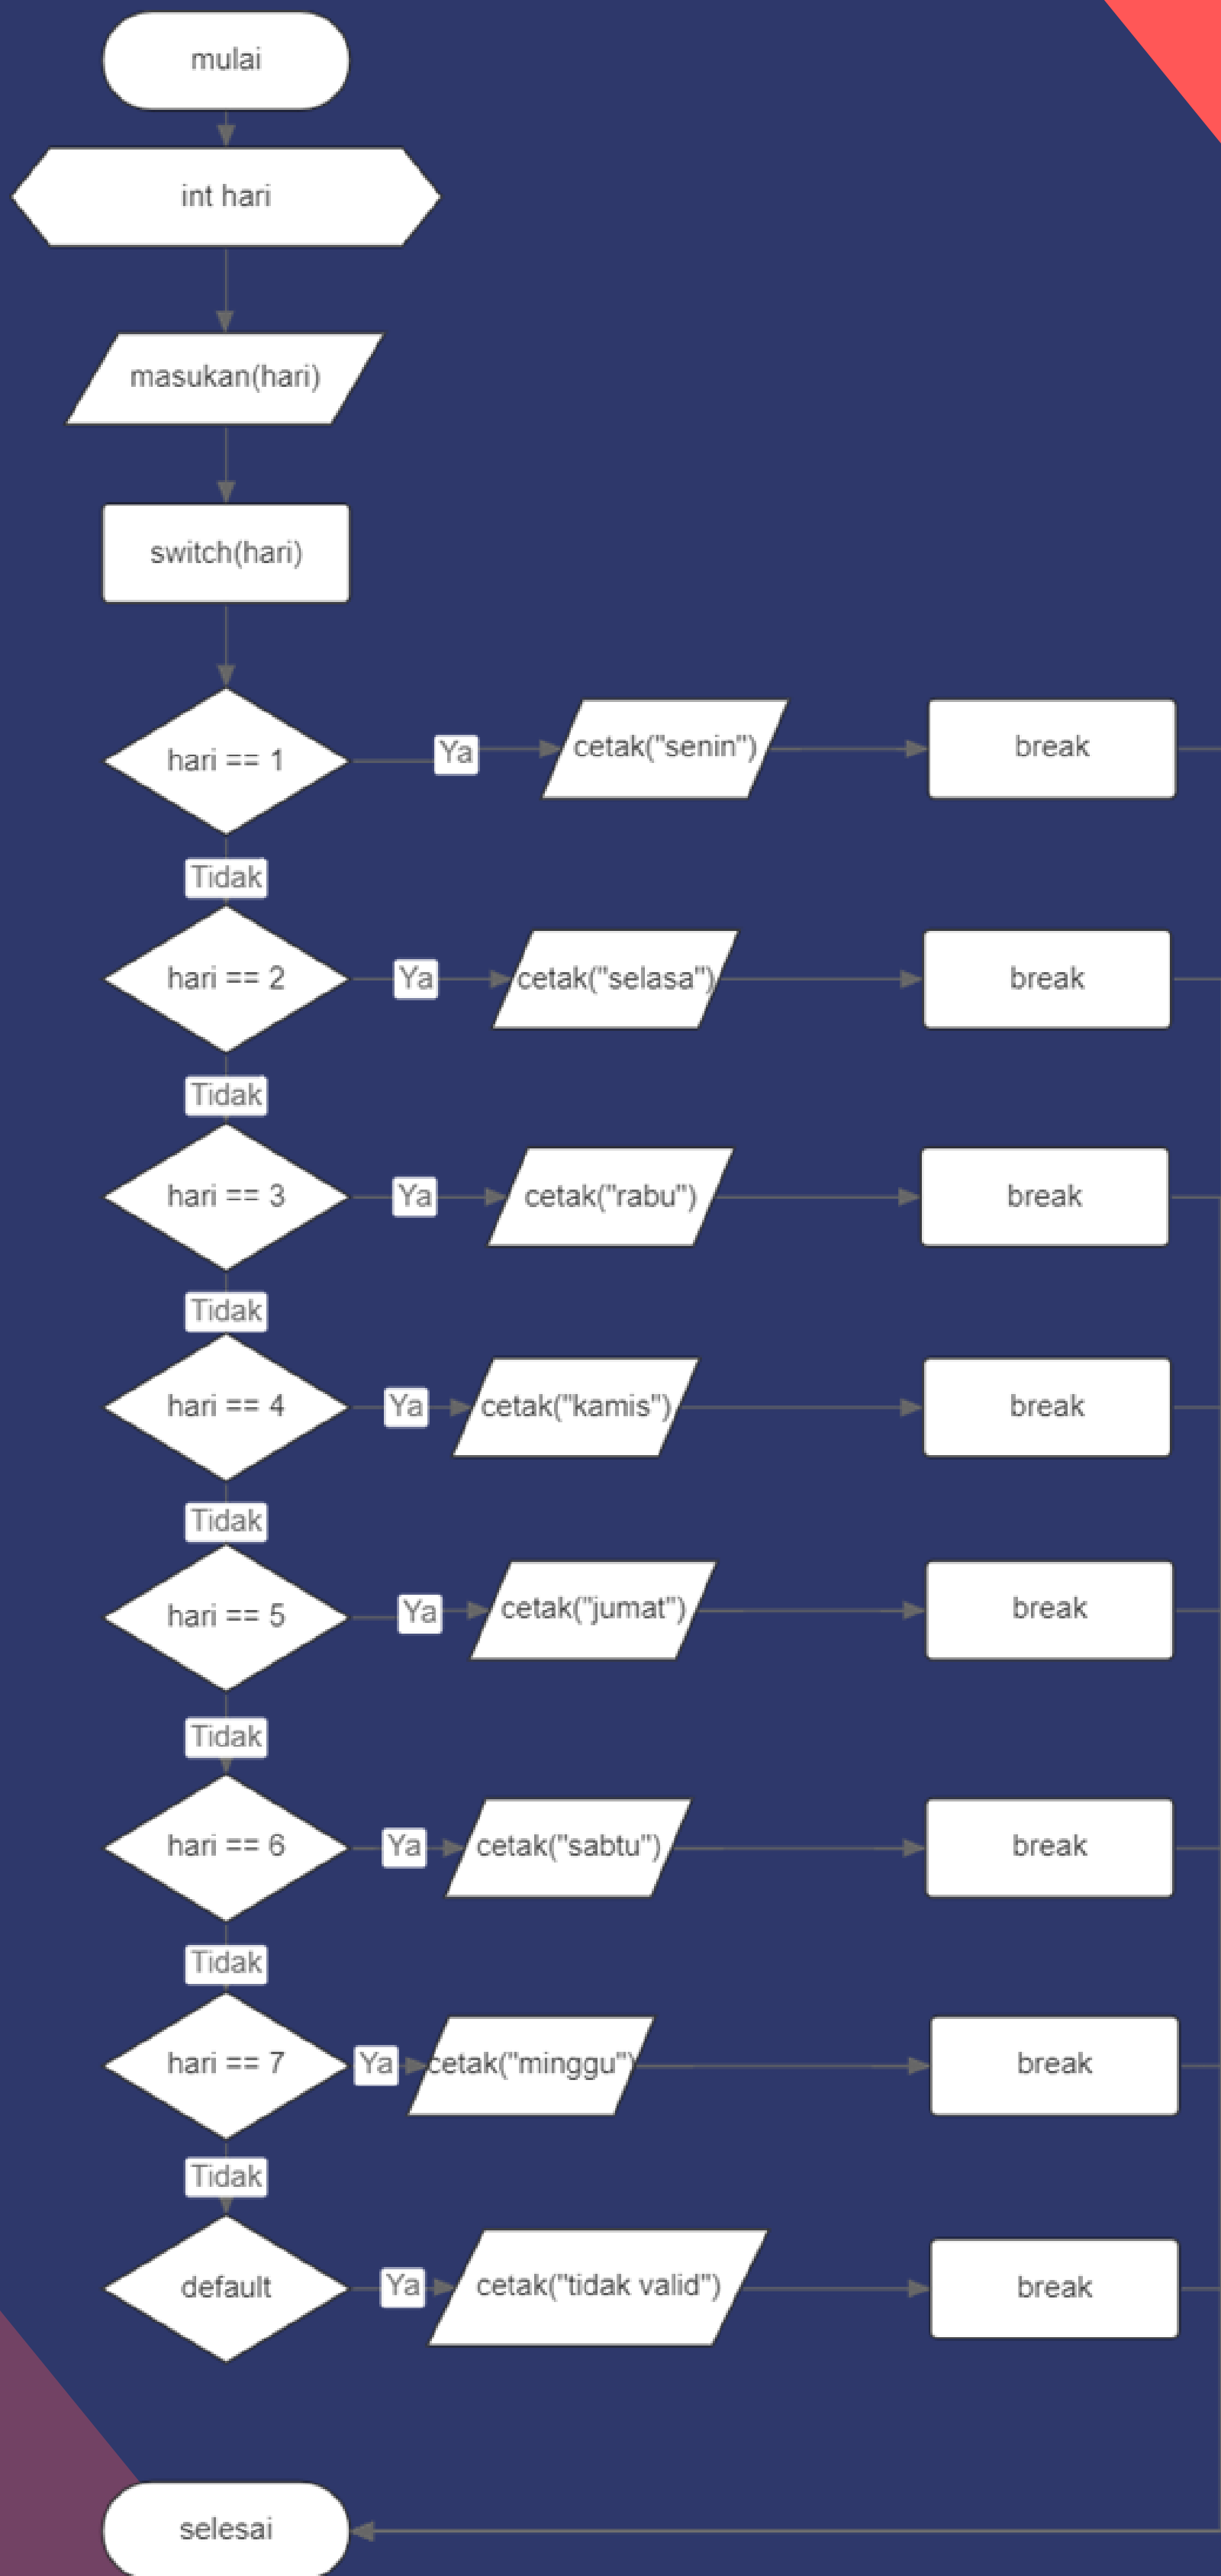 mulai
int hari
masukan(hari)
switch(hari)
hari == 1
Ya
cetak("senin")
break
Tidak
hari == 2
Ya
cetak("selasa")
break
Tidak
hari == 3
Ya
cetak("rabu")
break
Tidak
hari == 4
Ya
cetak("kamis")
break
Tidak
hari == 5
Ya
cetak("jumat")
break
Tidak
hari == 6
Ya
cetak("sabtu")
break
Tidak
hari == 7
Ya
cetak("minggu")
break
Tidak
default
Ya
cetak("tidak valid")
break
selesai